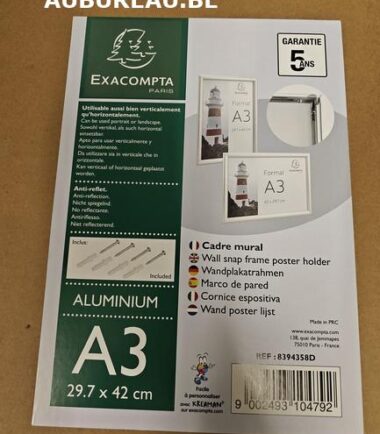 AUBUREAU.BE
EXACOMPTA
PARIS
GARANTIE
5 ANS
Utilisable aussi bien verticalement
qu'horizontalement.
Can be used portrait or landscape.
Sowohl vertikal, als auch horizontal
einsetzbar.
Para usar verticalmente y
horizontalmente.
Da utilizzare sia in verticale che in
orizzontale.
Kan verticaal of horizontaal gebruikt
worden.
Format
A3
Format
A3
Anti-reflet.
Anti-reflection.
Nicht spiegelnd.
No reflectante.
Antiriflesso.
Niet reflecterend.
Inclus
Included
Cadre mural
Wall snap frame poster holder
Wandplakatrahmen
Marco de pared
Cornice espositiva
Wand poster lijst
ALUMINIUM
A3
29.7 x 42 cm
Made in PRC
www.exacompta.com
138, quai de Jemmapes
75010 Paris - France
REF : 8394358D
Facile
à personnaliser
avec KREAMAN
sur exacompta.com
9 002493 104792